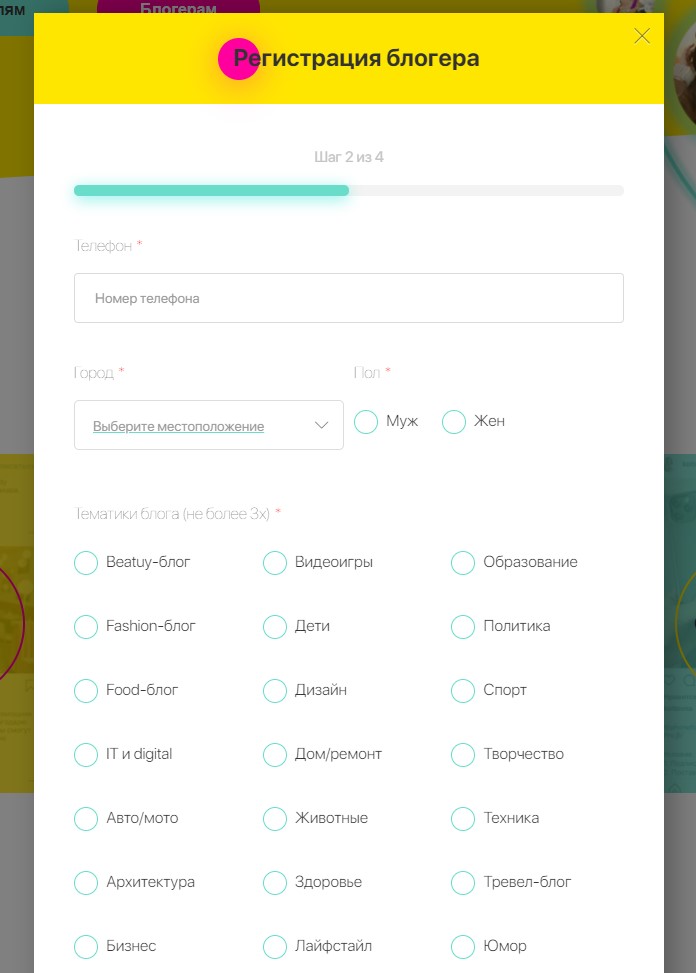 лям
Блогерам
Регистрация блогера
Шаг 2 из 4
Телефон *
Номер телефона
Город *
Пол *
Выберите местоположение
Муж
Жен
Тематики блога (не более 3х) *
Beatuy-блог
Видеоигры
Образование
Fashion-блог
Дети
Политика
Food-блог
Дизайн
Спорт
IT и digital
Дом/ремонт
Творчество
Авто/мото
Животные
Техника
Архитектура
Здоровье
Тревел-блог
Бизнес
Лайфстайл
Юмор